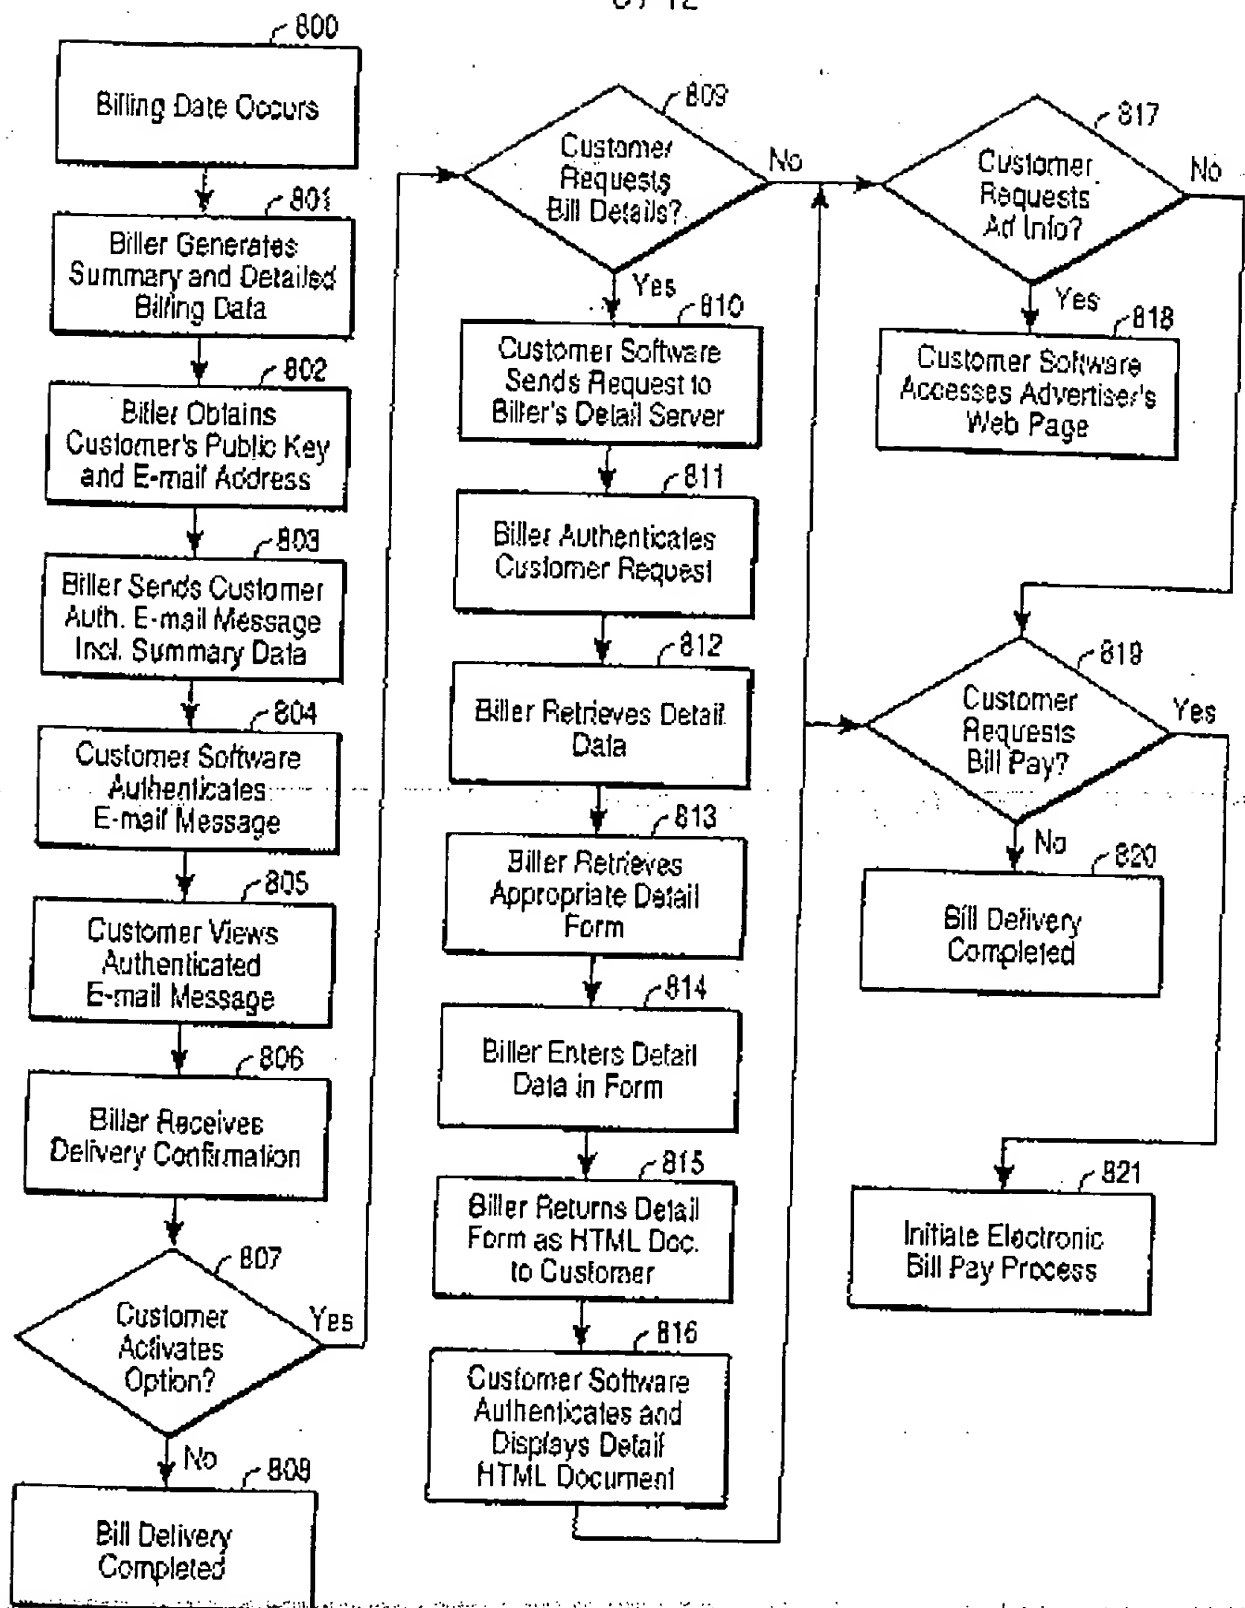 800
Billing Date Occurs
801
Biller Generates
Summary and Detailed
Billing Data
802
Biller Obtains
Customer's Public Key
and E-mail Address
803
Biller Sends Customer
Auth. E-mail Message
Incl. Summary Data
804
Customer Software
Authenticates
E-mail Message
805
Customer Views
Authenticated
E-mail Message
806
Biller Receives
Delivery Confirmation
807
Customer
Activates
Option?
Yes
No
808
Bill Delivery
Completed
809
Customer
Requests
Bill Details?
No
Yes
810
Customer Software
Sends Request to
Biller's Detail Server
811
Biller Authenticates
Customer Request
812
Biller Retrieves Detail
Data
813
Biller Retrieves
Appropriate Detail
Form
814
Biller Enters Detail
Data in Form
815
Biller Returns Detail
Form as HTML Doc.
to Customer
816
Customer Software
Authenticates and
Displays Detail
HTML Document
817
Customer
Requests
Ad Info?
No
Yes
818
Customer Software
Accesses Advertiser's
Web Page
819
Customer
Requests
Bill Pay?
Yes
No
820
Bill Delivery
Completed
821
Initiate Electronic
Bill Pay Process